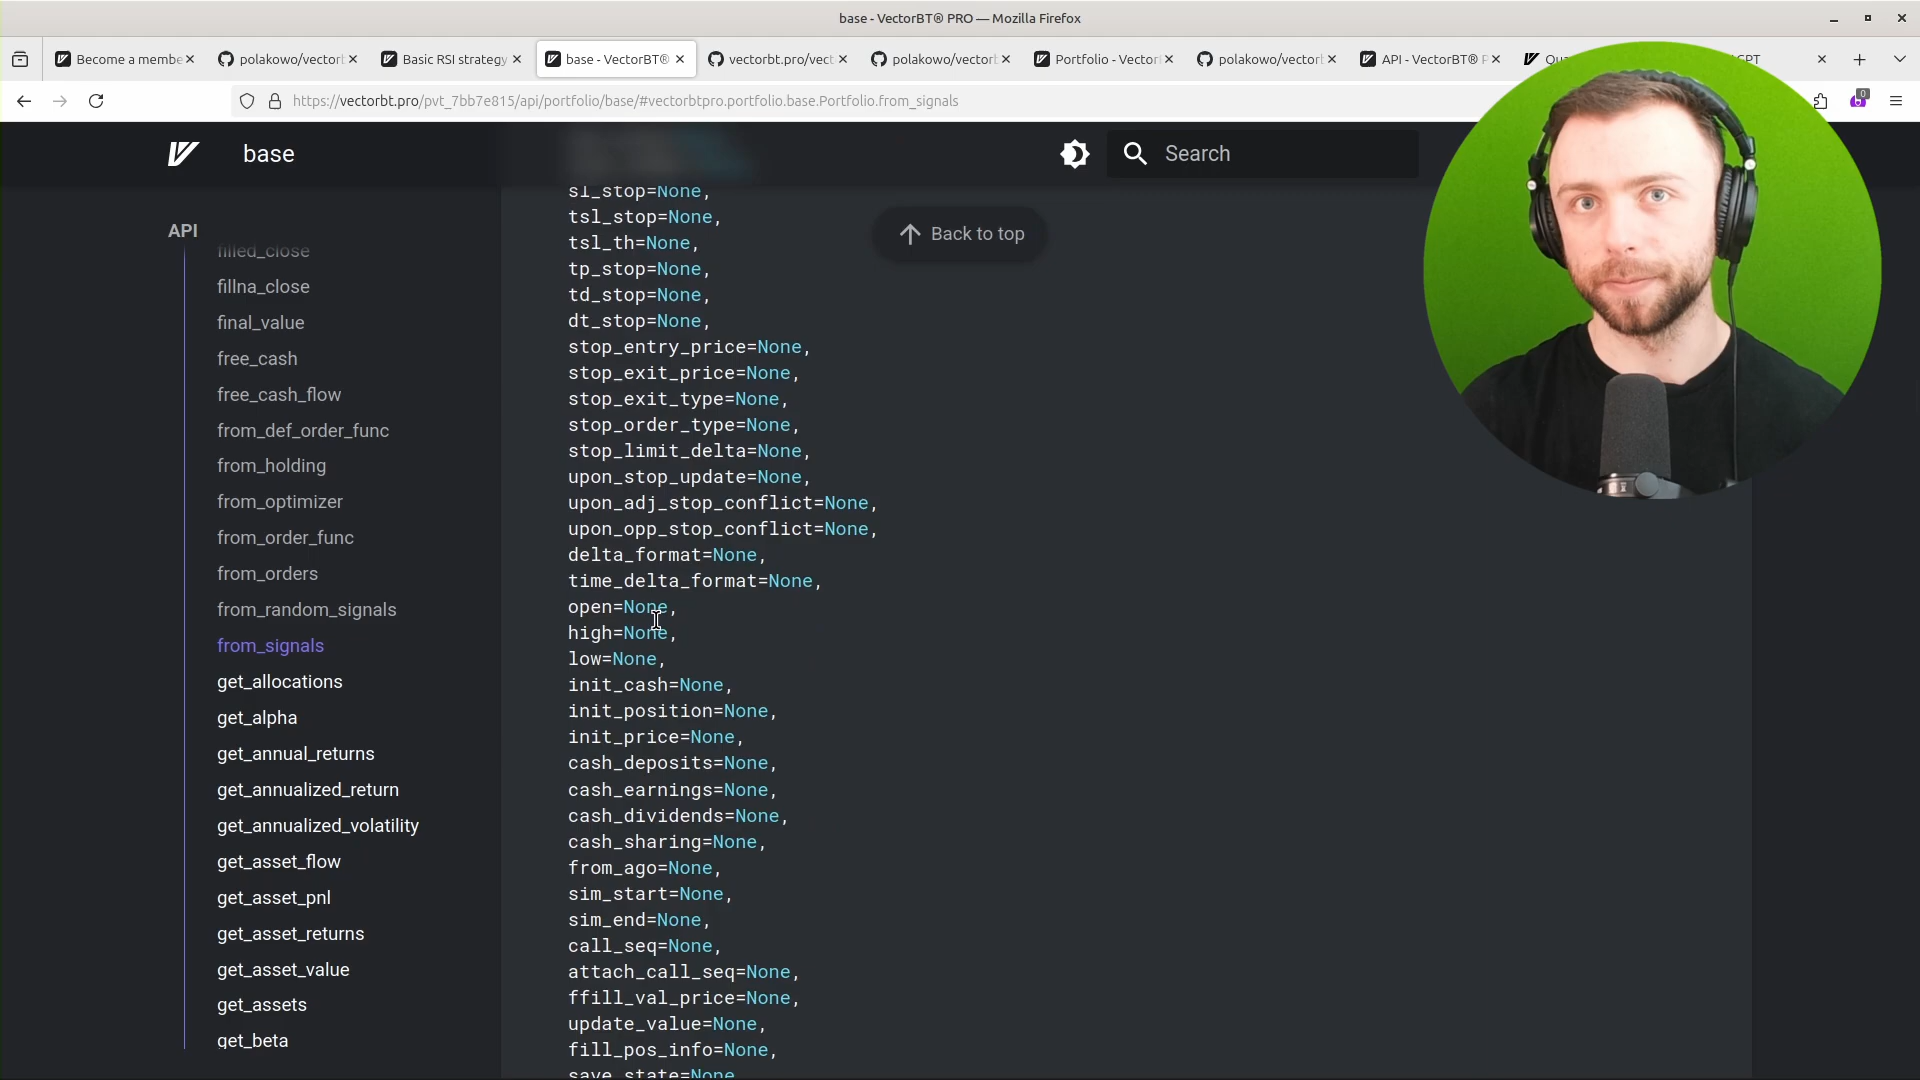 base - VectorBT® PRO — Mozilla Firefox
Become a membe
polakowo/vector
Basic RSI strategy
base - VectorBT®
vectorbt.pro/vect
polakowo/vector
Portfolio - Vector
polakowo/vector
API - VectorBT® P
https://vectorbt.pro/pvt_7bb7e815/api/portfolio/base/#vectorbtpro.portfolio.base.Portfolio.from_signals
0
base
Search
Back to top
API
filled_close
fillna_close
final_value
free_cash
free_cash_flow
from_def_order_func
from_holding
from_optimizer
from_order_func
from_orders
from_random_signals
from_signals
get_allocations
get_alpha
get_annual_returns
get_annualized_return
get_annualized_volatility
get_asset_flow
get_asset_pnl
get_asset_returns
get_asset_value
get_assets
get_beta
sl_stop=None,
tsl_stop=None,
tsl_th=None,
tp_stop=None,
td_stop=None,
dt_stop=None,
stop_entry_price=None,
stop_exit_price=None,
stop_exit_type=None,
stop_order_type=None,
stop_limit_delta=None,
upon_stop_update=None,
upon_adj_stop_conflict=None,
upon_opp_stop_conflict=None,
delta_format=None,
time_delta_format=None,
open=None,
high=None,
low=None,
init_cash=None,
init_position=None,
init_price=None,
cash_deposits=None,
cash_earnings=None,
cash_dividends=None,
cash_sharing=None,
from_ago=None,
sim_start=None,
sim_end=None,
call_seq=None,
attach_call_seq=None,
ffill_val_price=None,
update_value=None,
fill_pos_info=None,
save_state=None